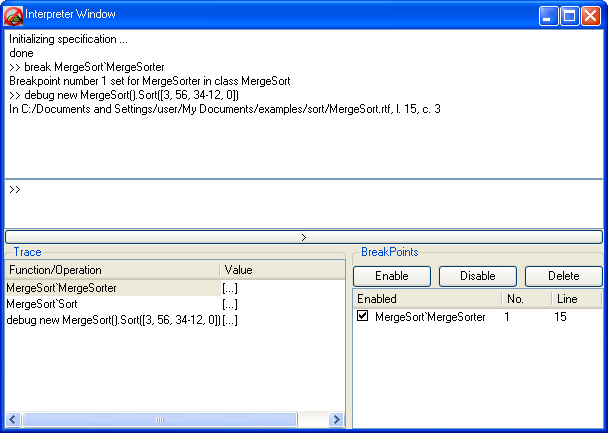 Interpreter Window
Initializing specification ...
done
>> break MergeSort`MergeSorter
Breakpoint number 1 set for MergeSorter in class MergeSort
>> debug new MergeSort().Sort([3, 56, 34-12, 0])
In C:/Documents and Settings/user/My Documents/examples/sort/MergeSort.rtf, l. 15, c. 3
>>
>
Trace
Function/Operation Value
MergeSort`MergeSorter [...]
MergeSort`Sort [...]
debug new MergeSort().Sort([3, 56, 34-12, 0]) [...]
BreakPoints
Enable Disable Delete
Enabled No. Line
MergeSort`MergeSorter 1 15